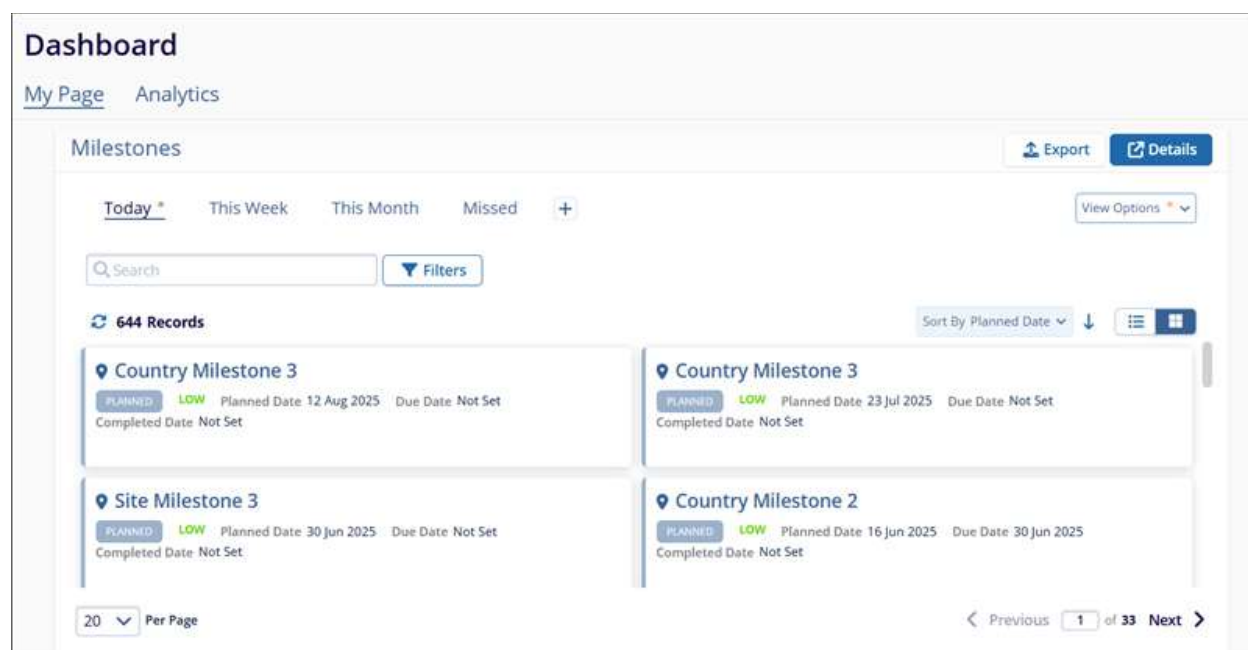 Dashboard
My Page Analytics
Milestones Export Details
Today * This Week This Month Missed + View Options *
Search Filters
644 Records Sort By Planned Date
Country Milestone 3
PLANNED LOW Planned Date 12 Aug 2025 Due Date Not Set
Completed Date Not Set
Country Milestone 3
PLANNED LOW Planned Date 23 Jul 2025 Due Date Not Set
Completed Date Not Set
Site Milestone 3
PLANNED LOW Planned Date 30 Jun 2025 Due Date Not Set
Completed Date Not Set
Country Milestone 2
PLANNED LOW Planned Date 16 Jun 2025 Due Date 30 Jun 2025
Completed Date Not Set
20 Per Page Previous 1 of 33 Next